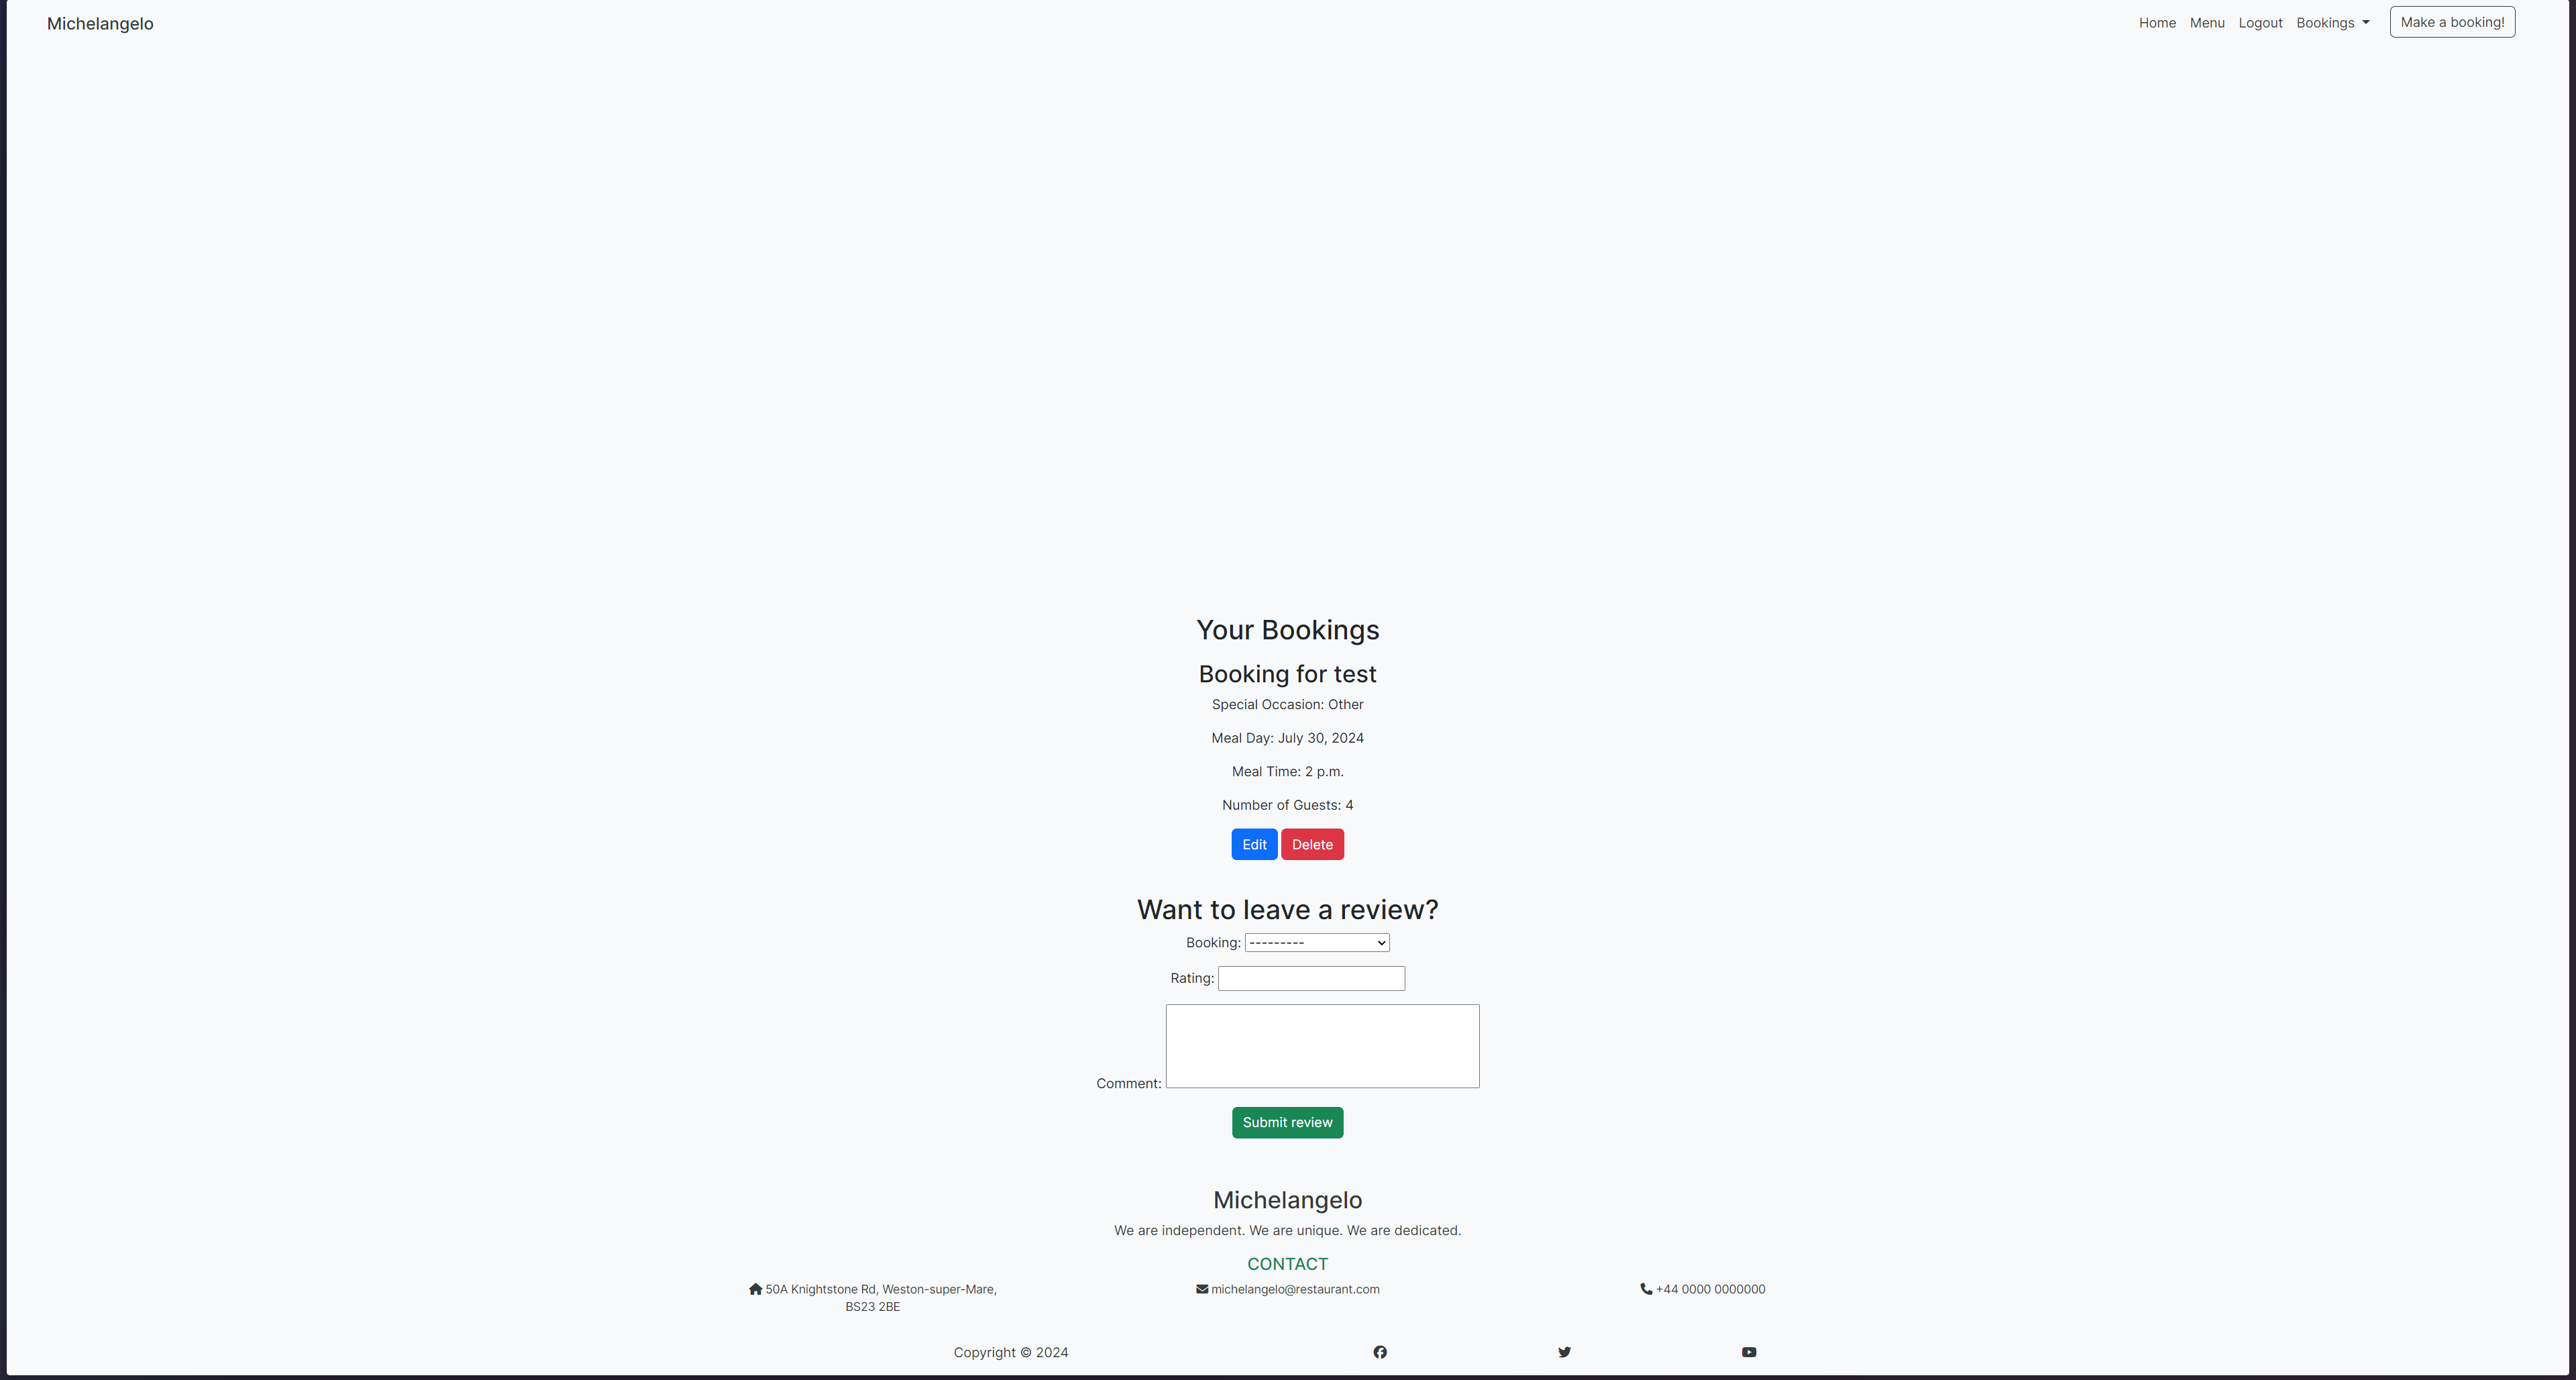 Michelangelo
Home Menu Logout Bookings Make a booking!
Your Bookings
Booking for test
Special Occasion: Other
Meal Day: July 30, 2024
Meal Time: 2 p.m.
Number of Guests: 4
Edit Delete
Want to leave a review?
Booking: ---------
Rating:
Comment:
Submit review
Michelangelo
We are independent. We are unique. We are dedicated.
CONTACT
50A Knightstone Rd, Weston-super-Mare,
BS23 2BE
michelangelo@restaurant.com
+44 0000 0000000
Copyright © 2024